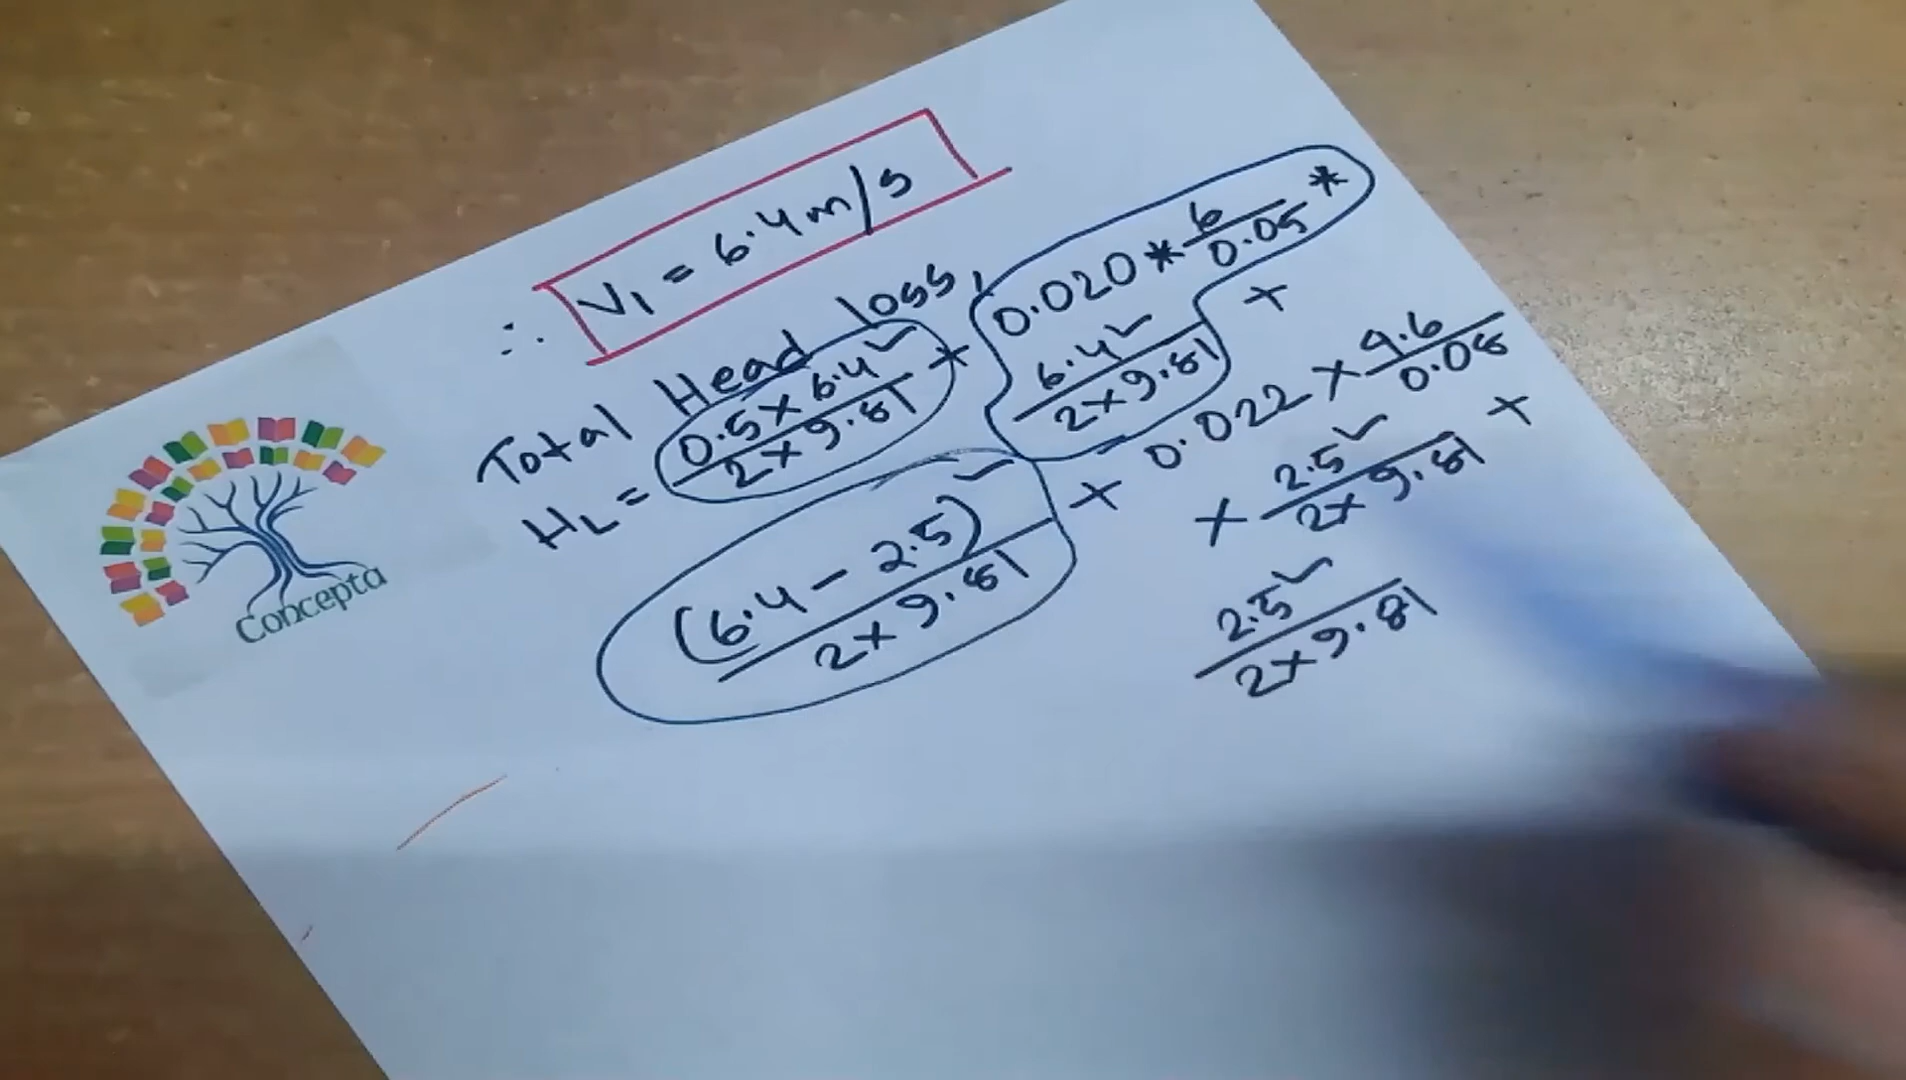 ∴ V₁ = 6.4 m/s
Total Head loss,
H_L = (0.5 × 6.4²)/(2 × 9.81) + 0.020 * 6/0.05 *
6.4²/(2 × 9.81) +
(6.4 - 2.5)²/(2 × 9.81) + 0.022 × 9.6/0.08
× 2.5²/(2 × 9.81) +
2.5²/(2 × 9.81)
Concepta